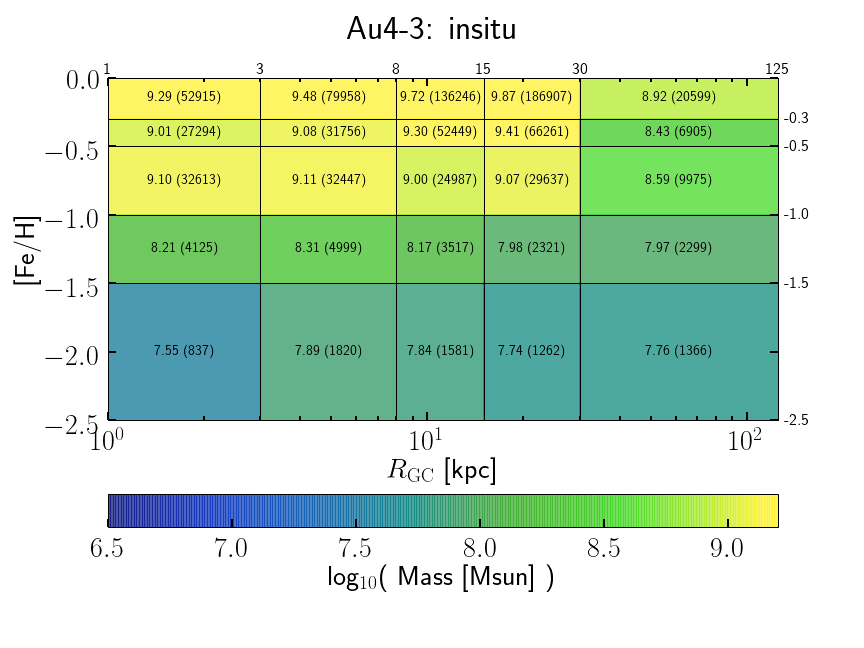 Au4-3: insitu
1 3 8 15 30 125
0.0 9.29 (52915) 9.48 (79958) 9.72 (136246) 9.87 (186907) 8.92 (20599)
-0.3
9.01 (27294) 9.08 (31756) 9.30 (52449) 9.41 (66261) 8.43 (6905)
−0.5 -0.5
9.10 (32613) 9.11 (32447) 9.00 (24987) 9.07 (29637) 8.59 (9975)
−1.0 -1.0
[Fe/H] 8.21 (4125) 8.31 (4999) 8.17 (3517) 7.98 (2321) 7.97 (2299)
−1.5 -1.5
−2.0 7.55 (837) 7.89 (1820) 7.84 (1581) 7.74 (1262) 7.76 (1366)
−2.5 -2.5
10⁰ 10¹ 10²
R_GC [kpc]
6.5 7.0 7.5 8.0 8.5 9.0
log₁₀( Mass [Msun] )